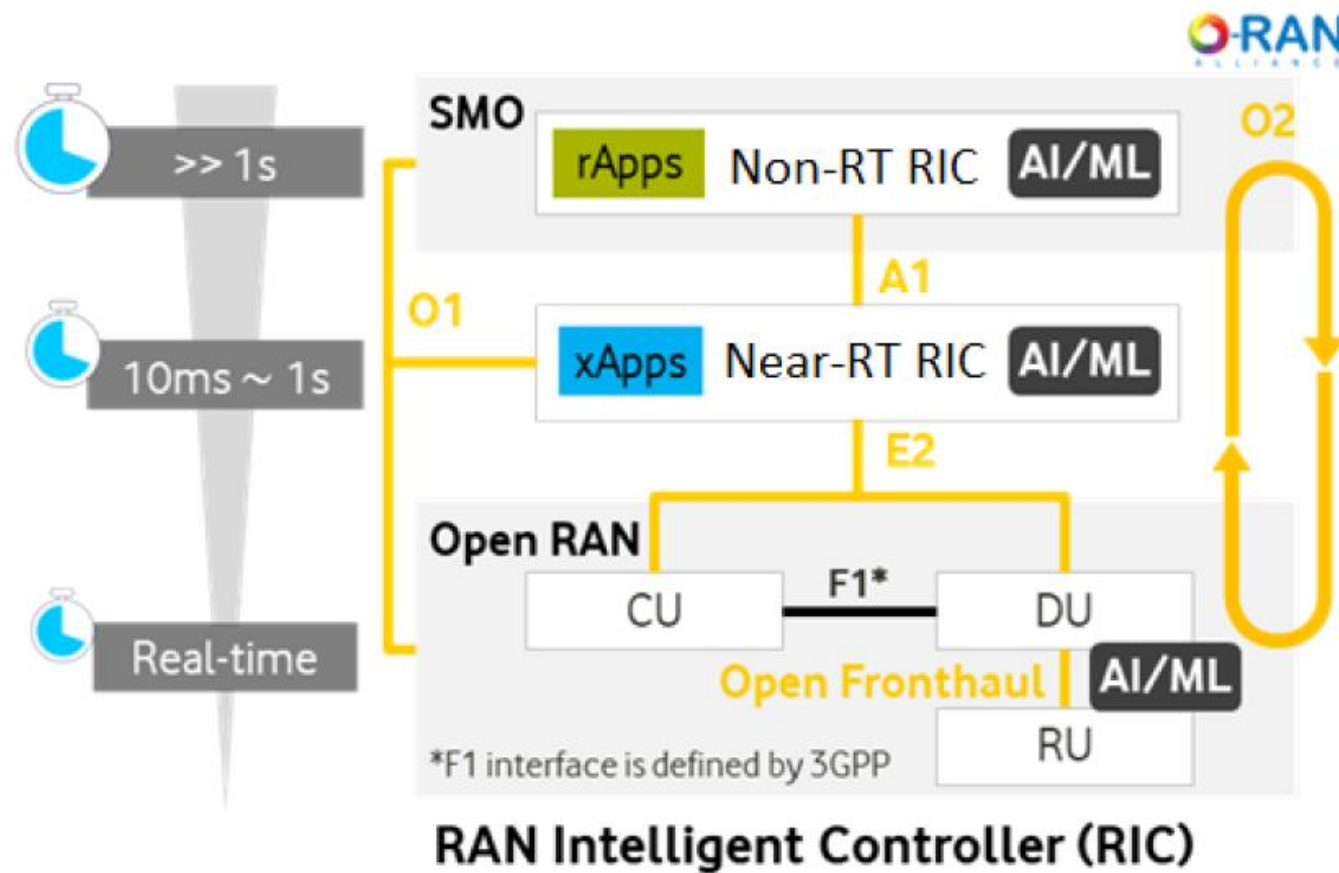 O-RAN
ALLIANCE
SMO
O2
>> 1s
rApps Non-RT RIC AI/ML
A1
O1
10ms ~ 1s
xApps Near-RT RIC AI/ML
E2
Open RAN
F1*
CU
DU
Real-time
Open Fronthaul
AI/ML
RU
*F1 interface is defined by 3GPP
RAN Intelligent Controller (RIC)